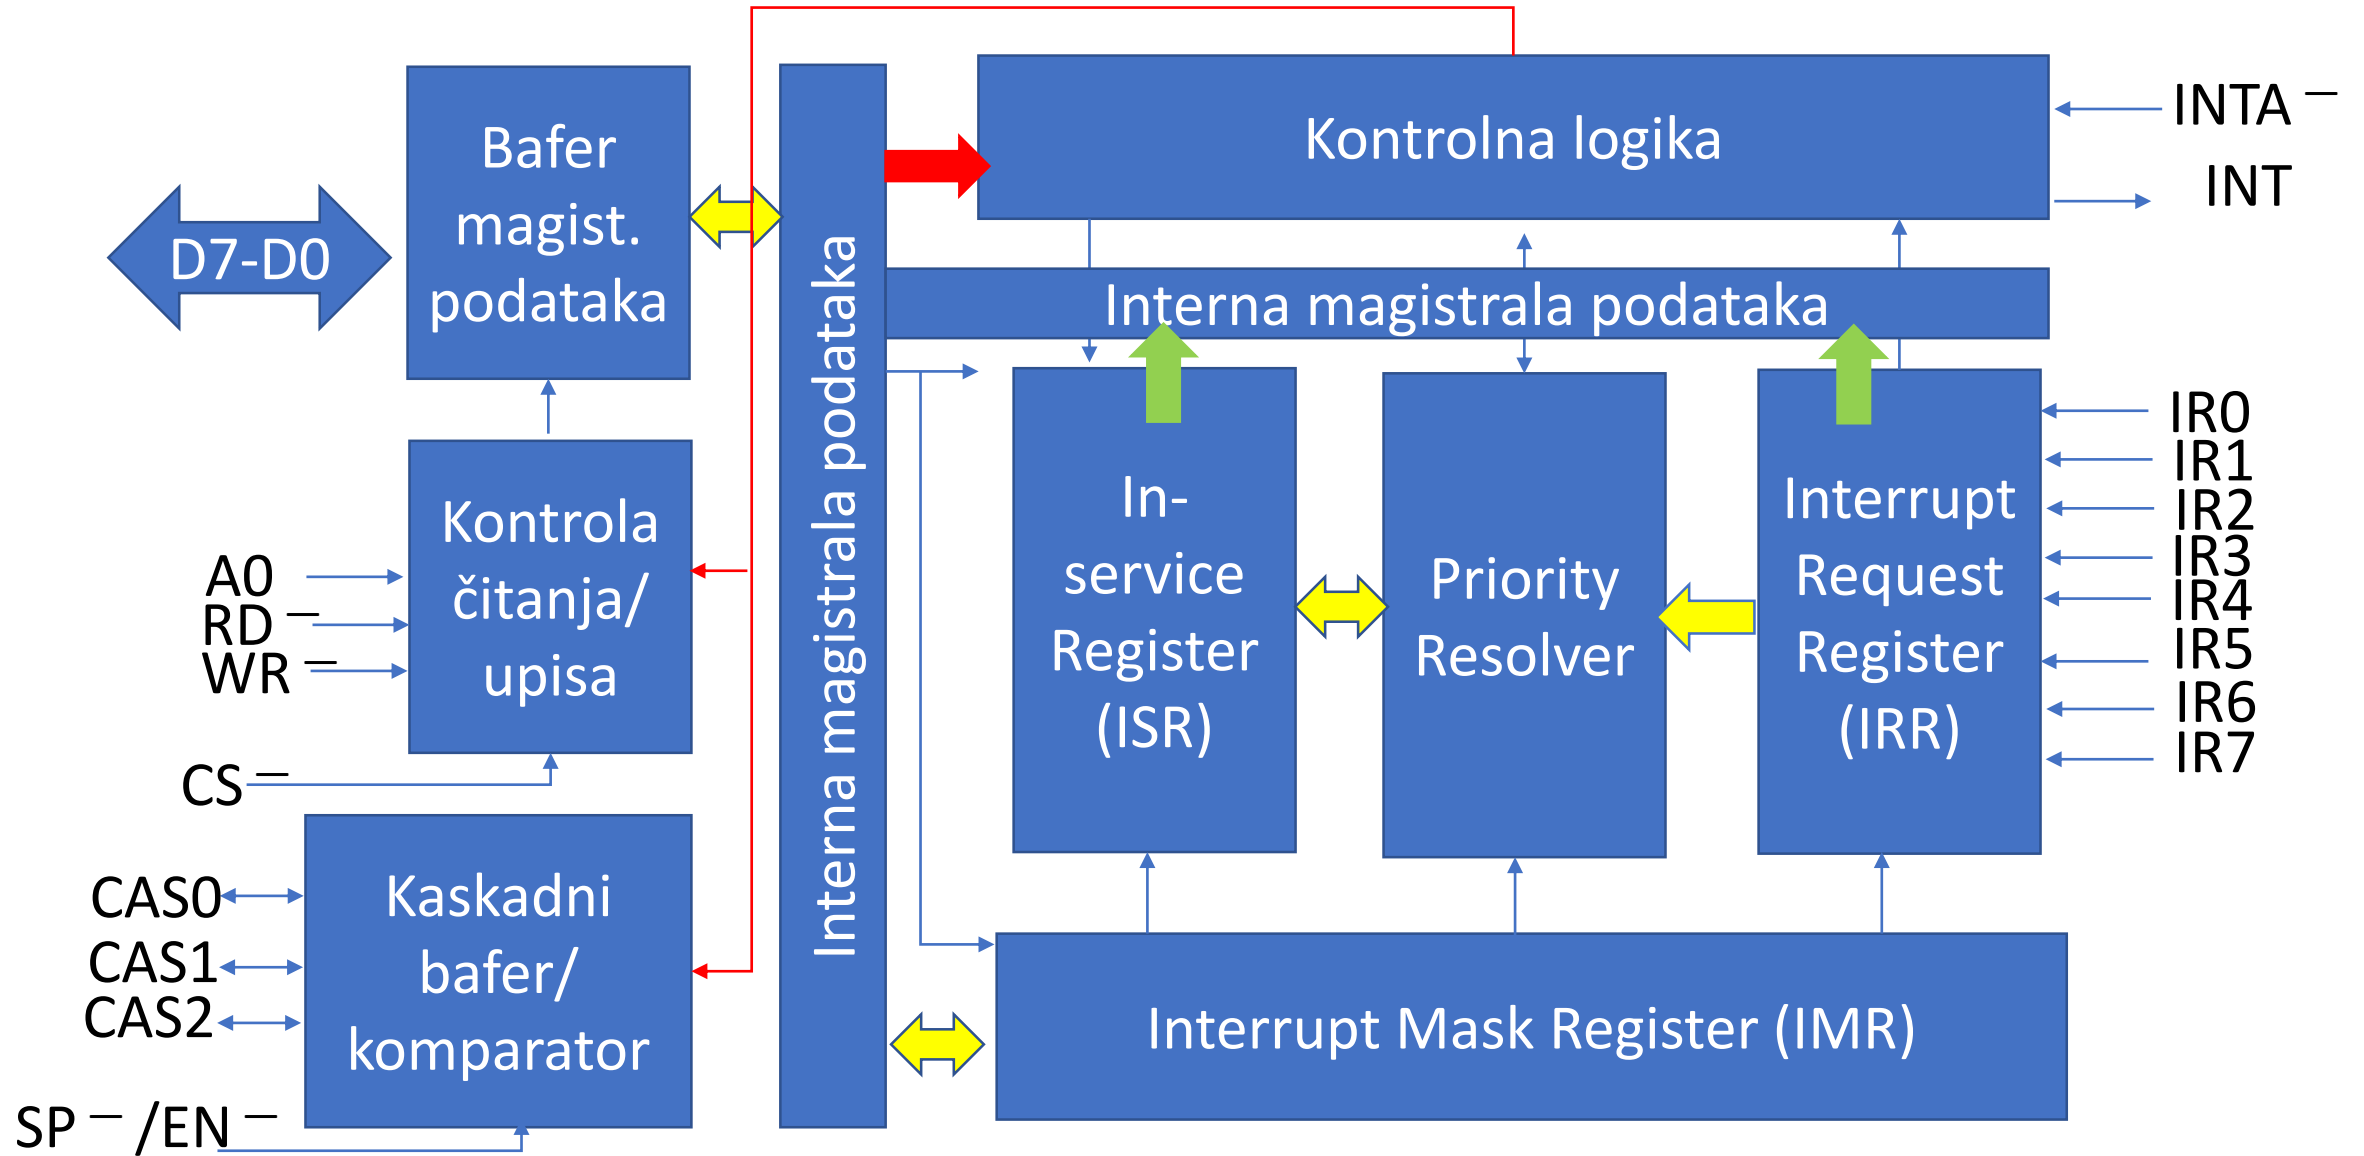 Bafer
magist.
podataka
D7-D0
Kontrola
čitanja/
upisa
A0
RD‾
WR‾
CS‾
Kaskadni
bafer/
komparator
CAS0
CAS1
CAS2
SP‾/EN‾
Interna magistrala podataka
Kontrolna logika
INTA‾
INT
Interna magistrala podataka
In-
service
Register
(ISR)
Priority
Resolver
Interrupt
Request
Register
(IRR)
IR0
IR1
IR2
IR3
IR4
IR5
IR6
IR7
Interrupt Mask Register (IMR)